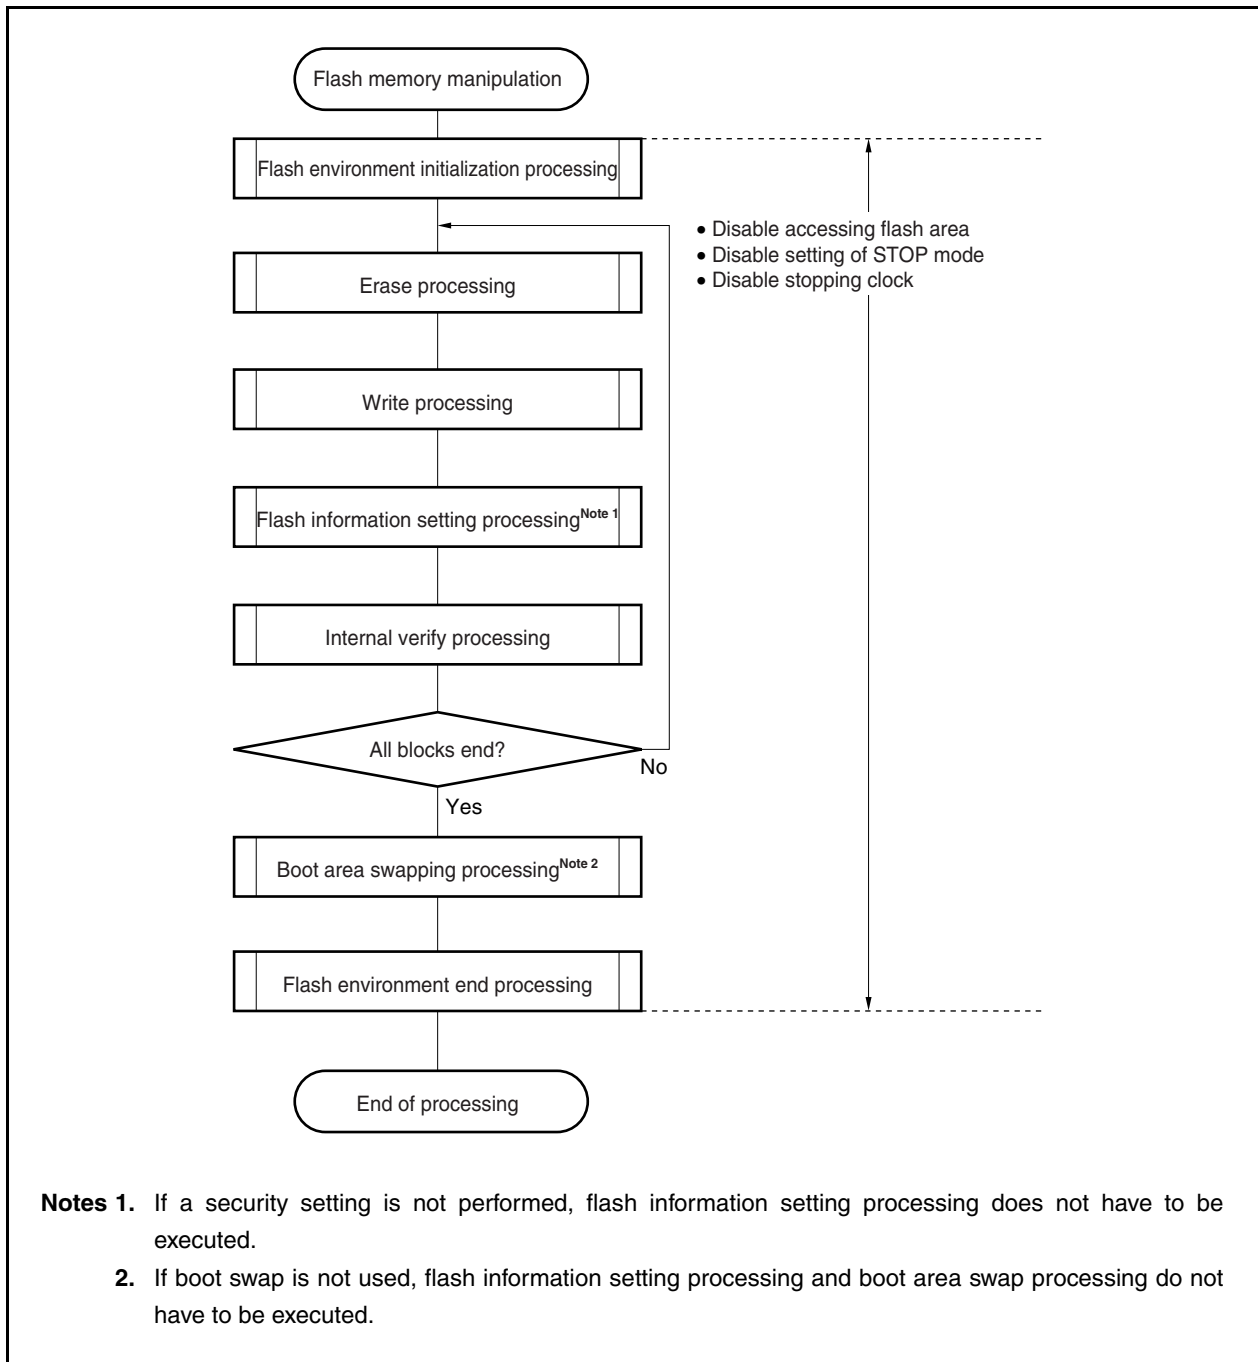 Flash memory manipulation
Flash environment initialization processing
• Disable accessing flash area
• Disable setting of STOP mode
• Disable stopping clock
Erase processing
Write processing
Flash information setting processingNote 1
Internal verify processing
All blocks end?
No
Yes
Boot area swapping processingNote 2
Flash environment end processing
End of processing
Notes 1. If a security setting is not performed, flash information setting processing does not have to be
executed.
2. If boot swap is not used, flash information setting processing and boot area swap processing do not
have to be executed.